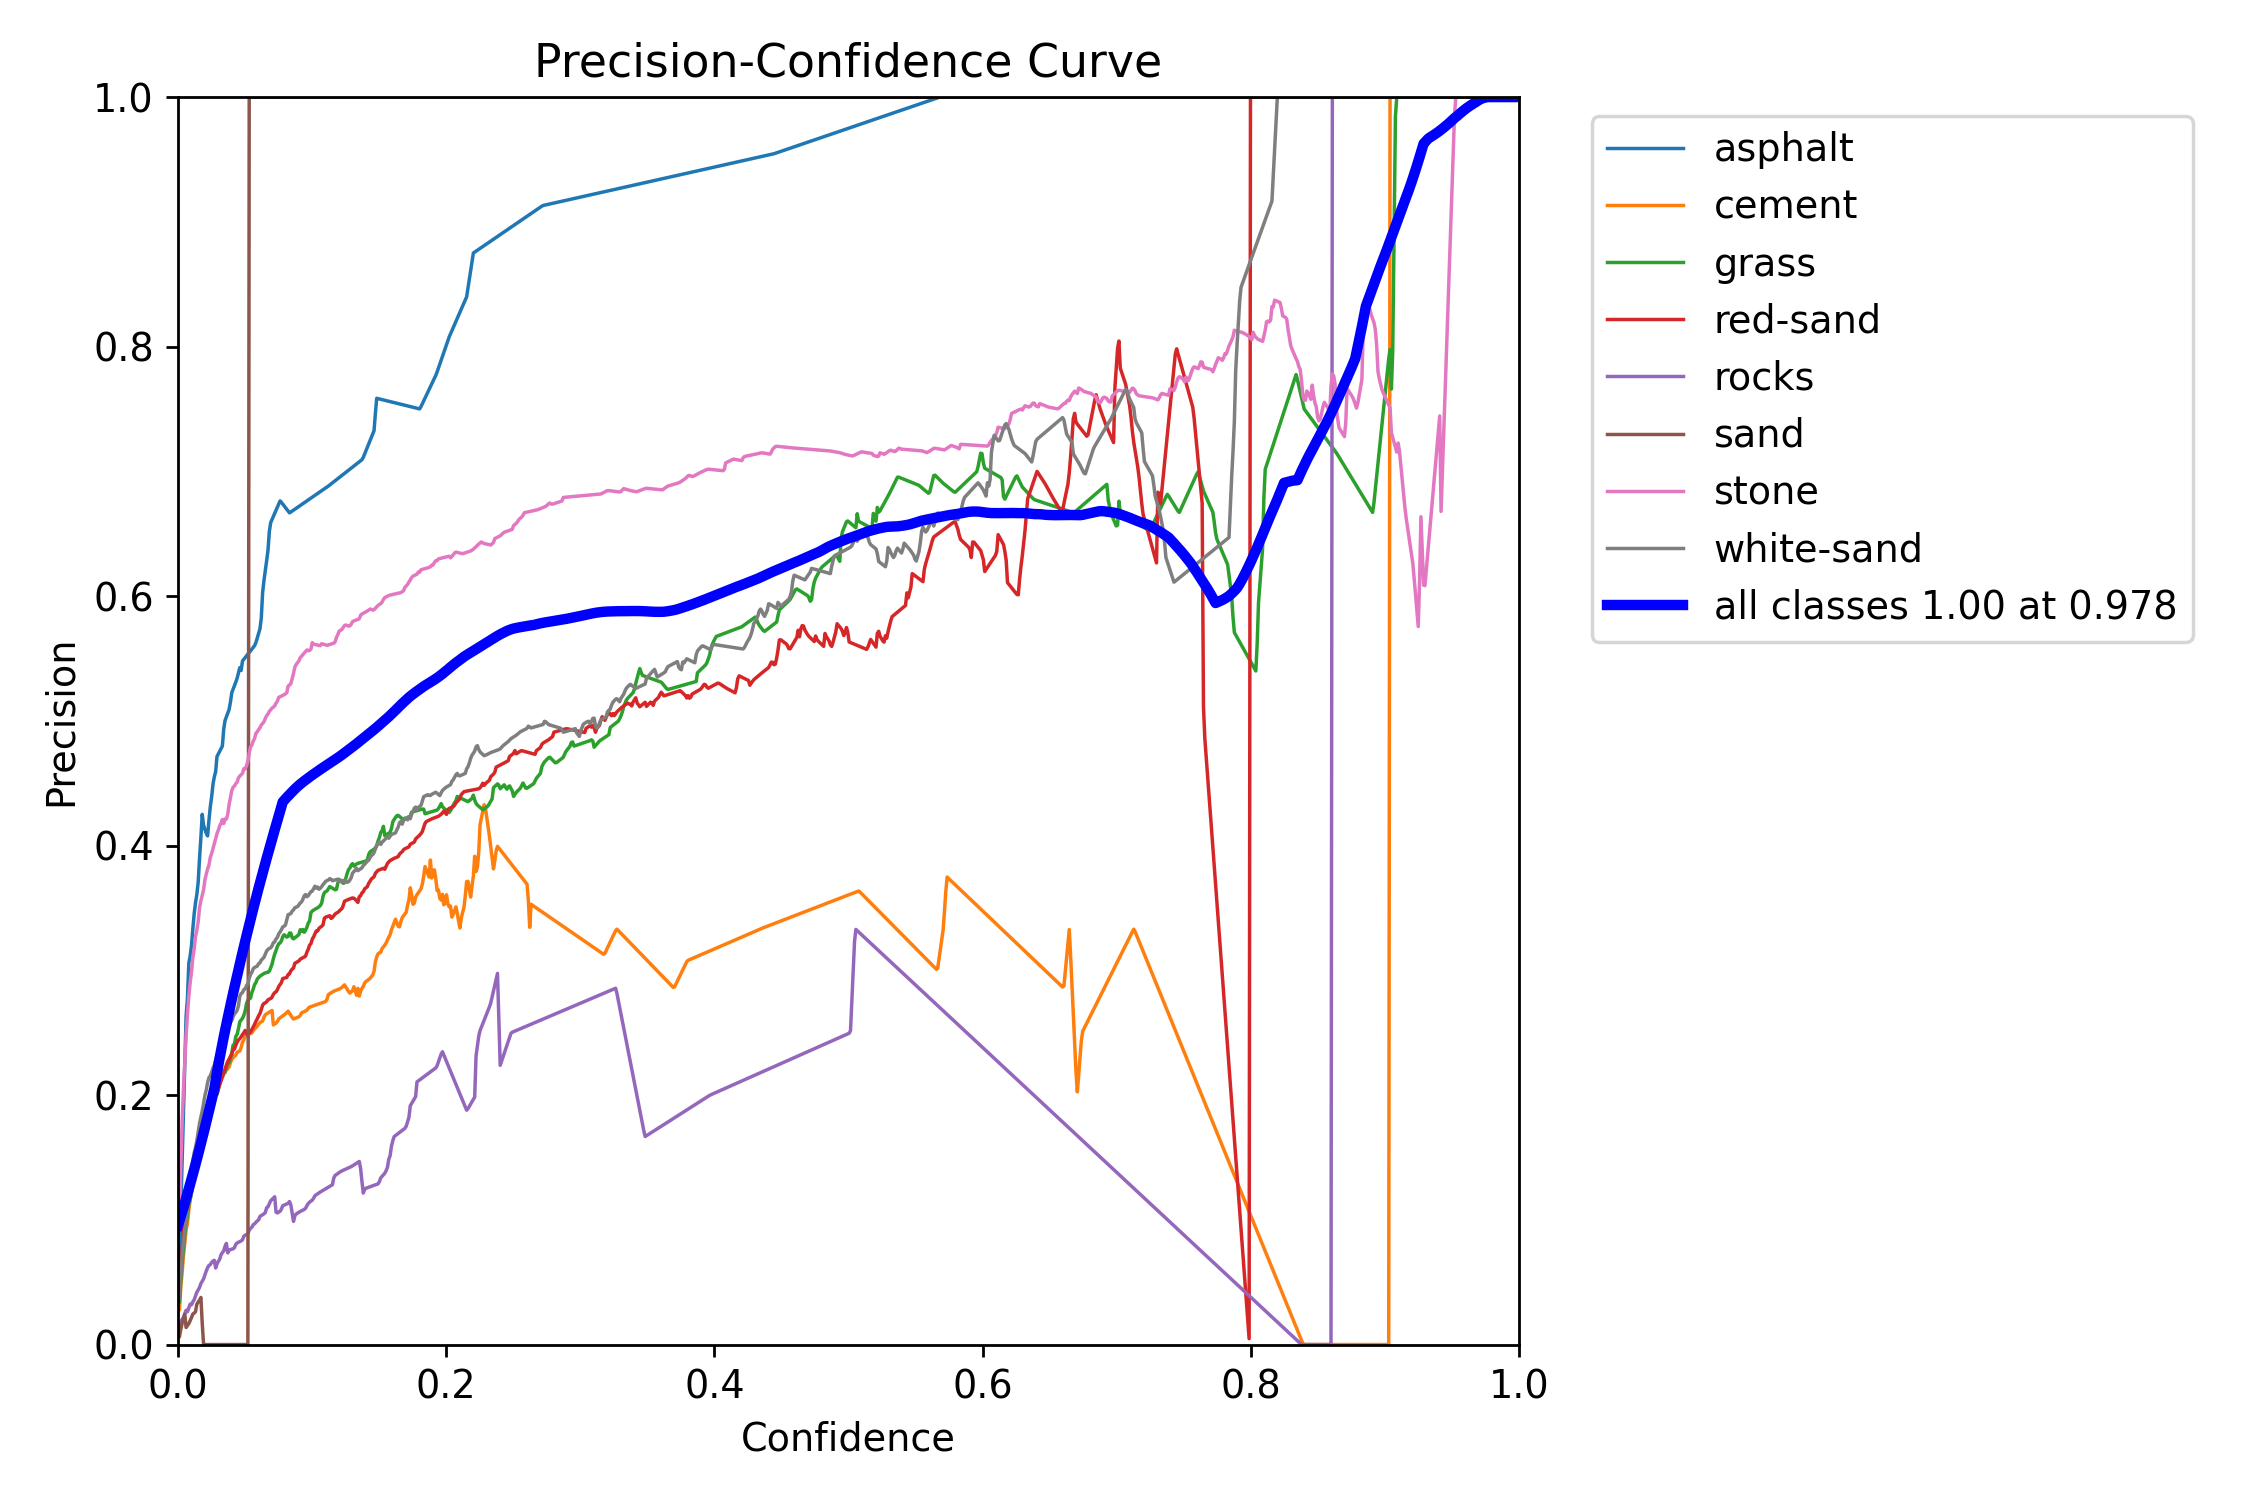 Precision-Confidence Curve
1.0
0.8
0.6
0.4
0.2
0.0
Precision
0.0 0.2 0.4 0.6 0.8 1.0
Confidence
asphalt
cement
grass
red-sand
rocks
sand
stone
white-sand
all classes 1.00 at 0.978